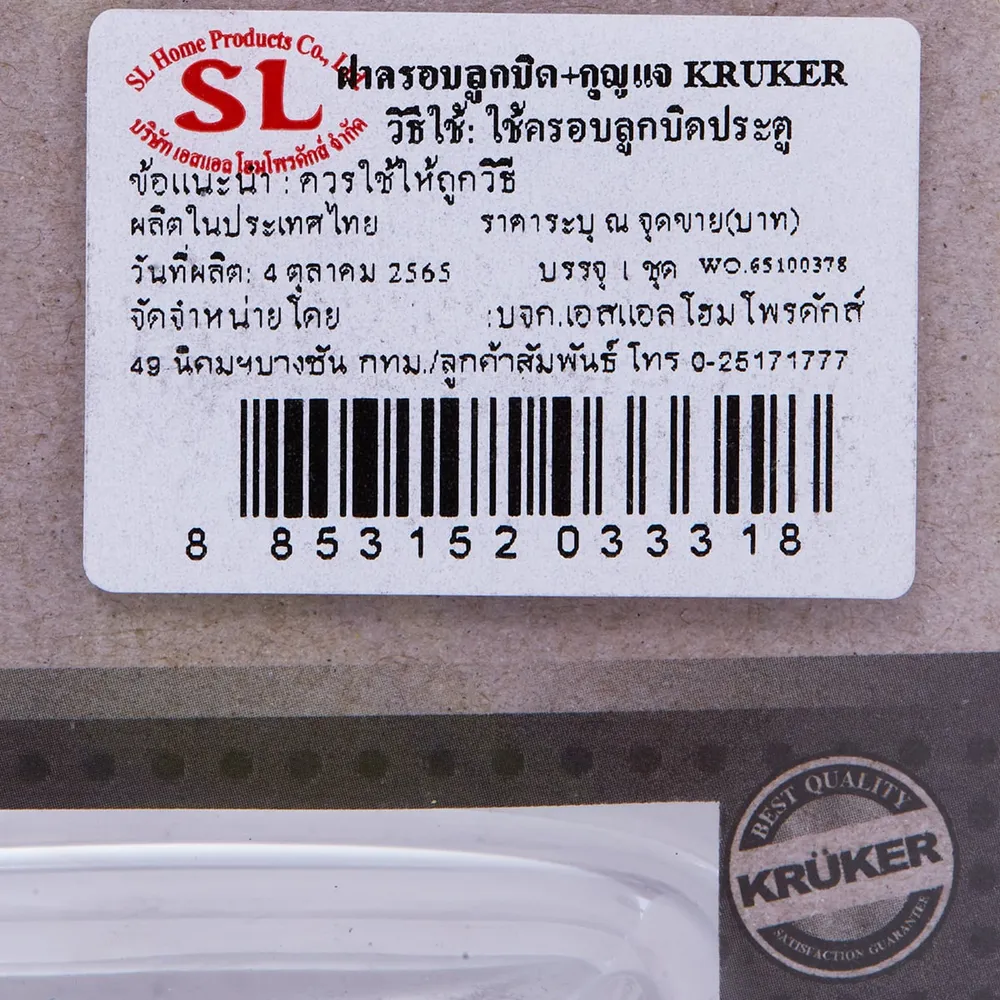 SL Home Products Co., Ltd.
SL
บริษัท เอสแอล โฮมโพรดักส์ จำกัด
ฝาครอบลูกบิด+กุญแจ KRUKER
วิธีใช้: ใช้ครอบลูกบิดประตู
ข้อแนะนำ : ควรใช้ให้ถูกวิธี
ผลิตในประเทศไทย ราคาระบุ ณ จุดขาย(บาท)
วันที่ผลิต: 4 ตุลาคม 2565 บรรจุ 1 ชุด WO.65100378
จัดจำหน่ายโดย :บจก.เอสแอลโฮมโพรดักส์
49 นิคมฯบางชัน กทม./ลูกค้าสัมพันธ์ โทร 0-25171777
8 853152 033318
BEST QUALITY
KRÜKER
SATISFACTION GUARANTEE